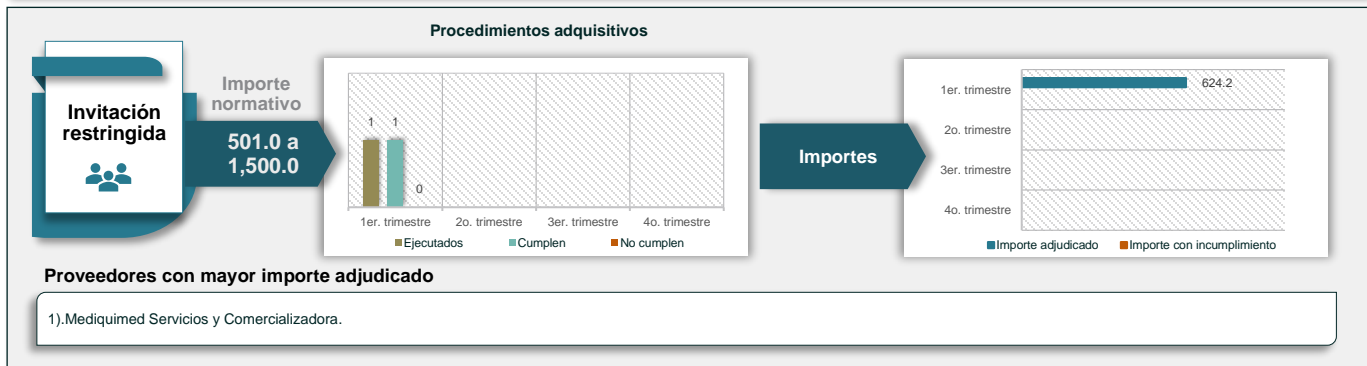 Procedimientos adquisitivos
Invitación
restringida
Importe
normativo
501.0 a
1,500.0
1 1
0
1er. trimestre 2o. trimestre 3er. trimestre 4o. trimestre
Ejecutados Cumplen No cumplen
Importes
1er. trimestre 624.2
2o. trimestre
3er. trimestre
4o. trimestre
Importe adjudicado Importe con incumplimiento
Proveedores con mayor importe adjudicado
1).Mediquimed Servicios y Comercializadora.